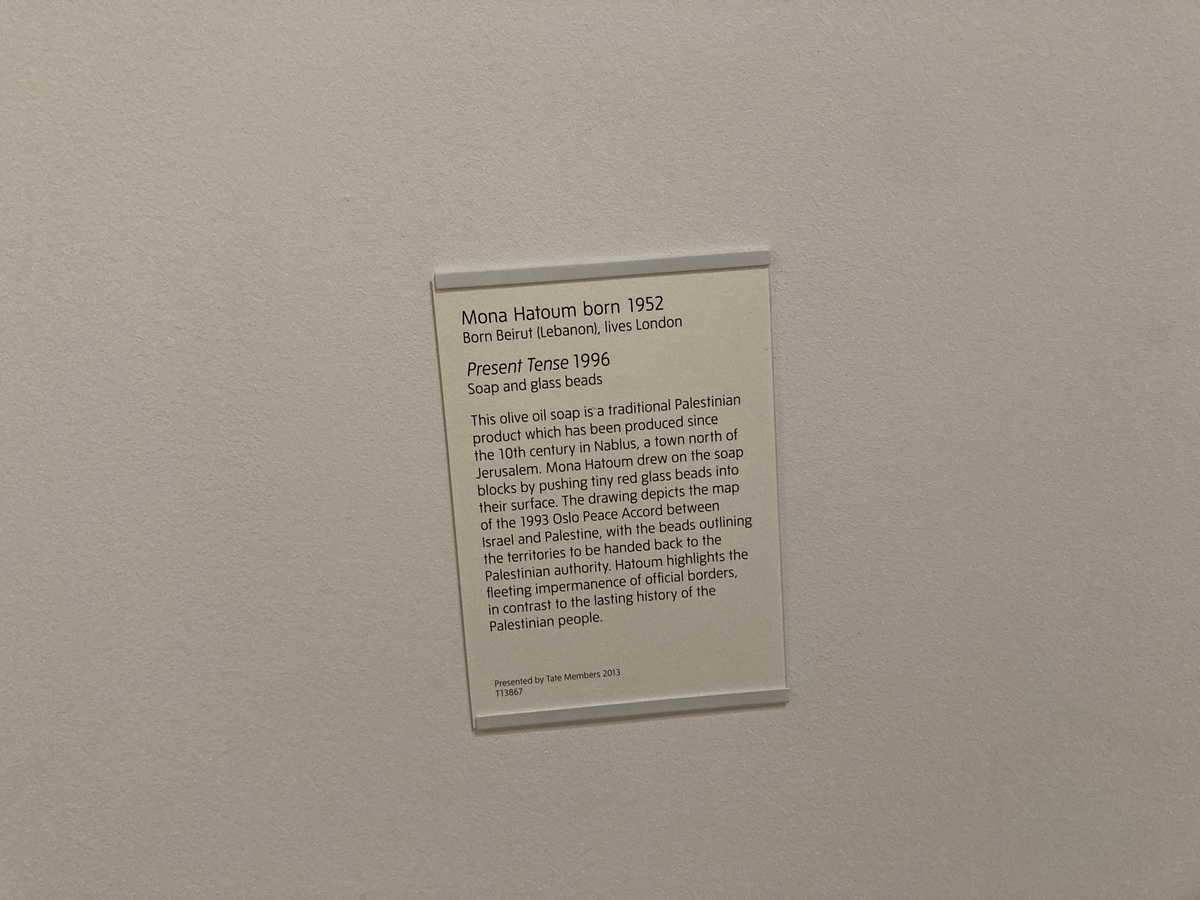 Mona Hatoum born 1952
Born Beirut (Lebanon), lives London
Present Tense 1996
Soap and glass beads
This olive oil soap is a traditional Palestinian
product which has been produced since
the 10th century in Nablus, a town north of
Jerusalem. Mona Hatoum drew on the soap
blocks by pushing tiny red glass beads into
their surface. The drawing depicts the map
of the 1993 Oslo Peace Accord between
Israel and Palestine, with the beads outlining
the territories to be handed back to the
Palestinian authority. Hatoum highlights the
fleeting impermanence of official borders,
in contrast to the lasting history of the
Palestinian people.
Presented by Tate Members 2013
T13867